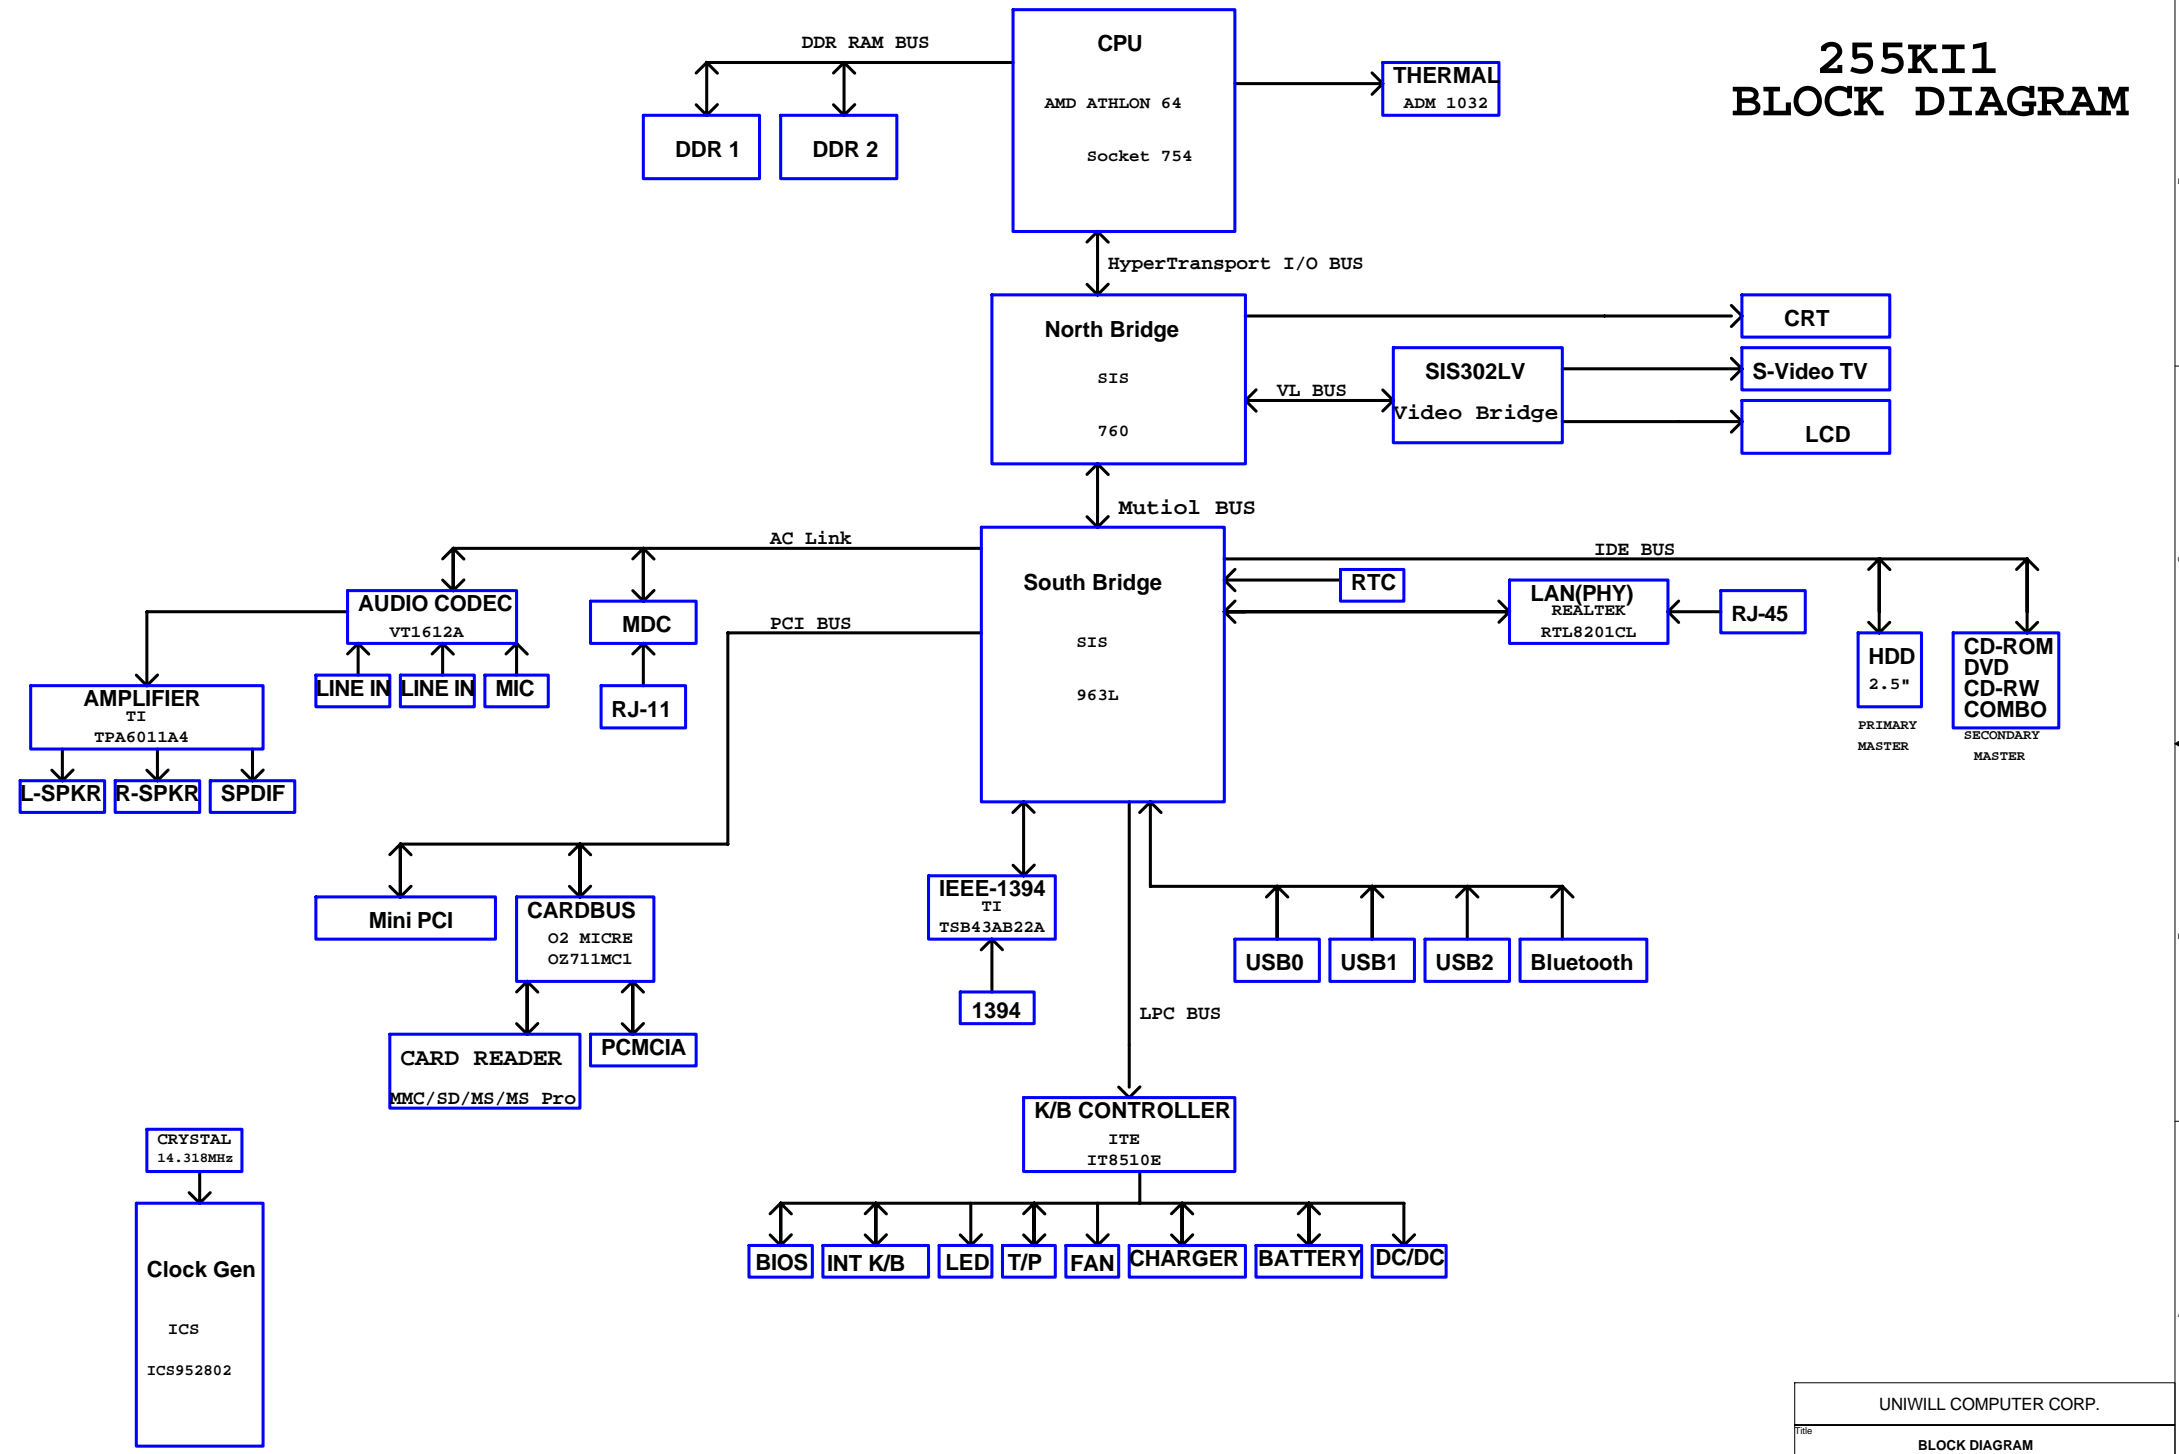 255KI1
BLOCK DIAGRAM
CPU
AMD ATHLON 64
Socket 754
DDR RAM BUS
DDR 1
DDR 2
THERMAL
ADM 1032
HyperTransport I/O BUS
North Bridge
SIS
760
CRT
VL BUS
SIS302LV
Video Bridge
S-Video TV
LCD
Mutiol BUS
South Bridge
SIS
963L
AC Link
AUDIO CODEC
VT1612A
MDC
LINE IN
LINE IN
MIC
RJ-11
AMPLIFIER
TI
TPA6011A4
L-SPKR
R-SPKR
SPDIF
PCI BUS
IDE BUS
RTC
LAN(PHY)
REALTEK
RTL8201CL
RJ-45
HDD
2.5"
PRIMARY
MASTER
CD-ROM
DVD
CD-RW
COMBO
SECONDARY
MASTER
Mini PCI
CARDBUS
O2 MICRE
OZ711MC1
CARD READER
MMC/SD/MS/MS Pro
PCMCIA
IEEE-1394
TI
TSB43AB22A
1394
USB0
USB1
USB2
Bluetooth
LPC BUS
K/B CONTROLLER
ITE
IT8510E
BIOS
INT K/B
LED
T/P
FAN
CHARGER
BATTERY
DC/DC
CRYSTAL
14.318MHz
Clock Gen
ICS
ICS952802
UNIWILL COMPUTER CORP.
Title
BLOCK DIAGRAM